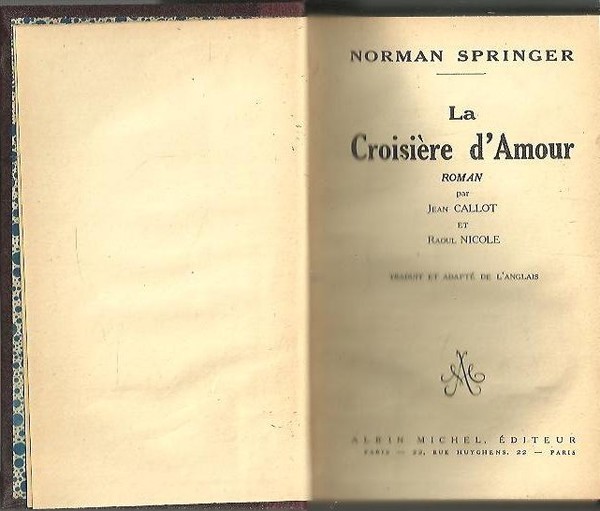 NORMAN SPRINGER
La
Croisière d'Amour
ROMAN
par
JEAN CALLOT
ET
RAOUL NICOLE
TRADUIT ET ADAPTÉ DE L'ANGLAIS
AM
ALBIN MICHEL, ÉDITEUR
PARIS — 22, RUE HUYGHENS, 22 — PARIS